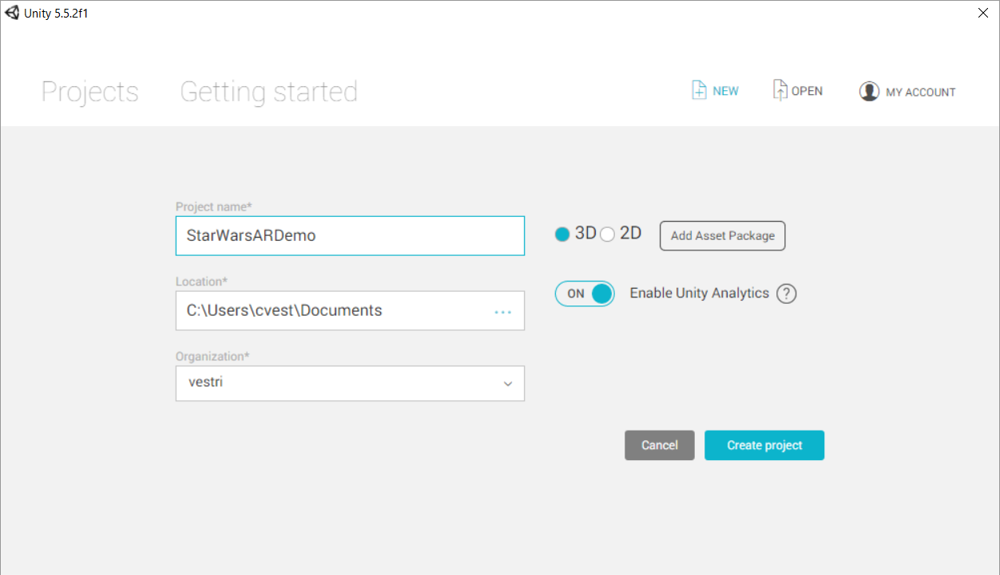 Unity 5.5.2f1
Projects Getting started NEW OPEN MY ACCOUNT
Project name*
StarWarsARDemo
3D 2D Add Asset Package
Location*
C:\Users\cvest\Documents ...
ON Enable Unity Analytics ?
Organization*
vestri
Cancel Create project